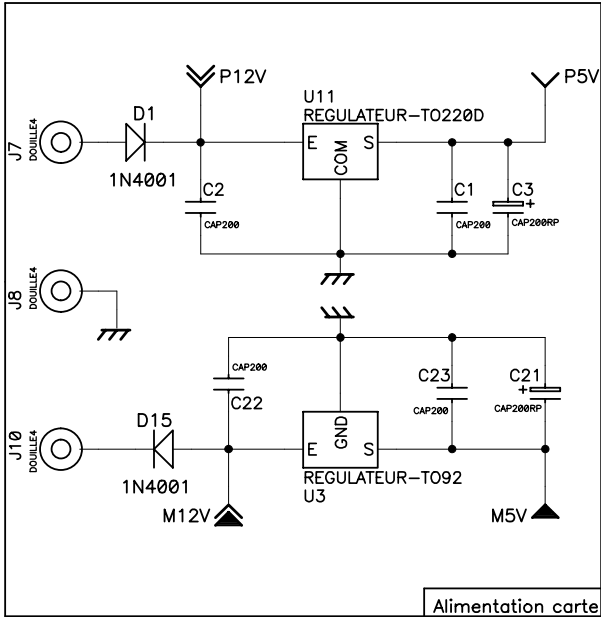 P12V
P5V
U11
REGULATEUR-TO220D
D1
J7
DOUILLE4
1N4001
E
S
COM
C2
CAP200
C1
CAP200
C3
+
CAP200RP
J8
DOUILLE4
CAP200
C22
C23
CAP200
C21
+
CAP200RP
J10
DOUILLE4
D15
1N4001
E
S
GND
REGULATEUR-TO92
U3
M12V
M5V
Alimentation carte